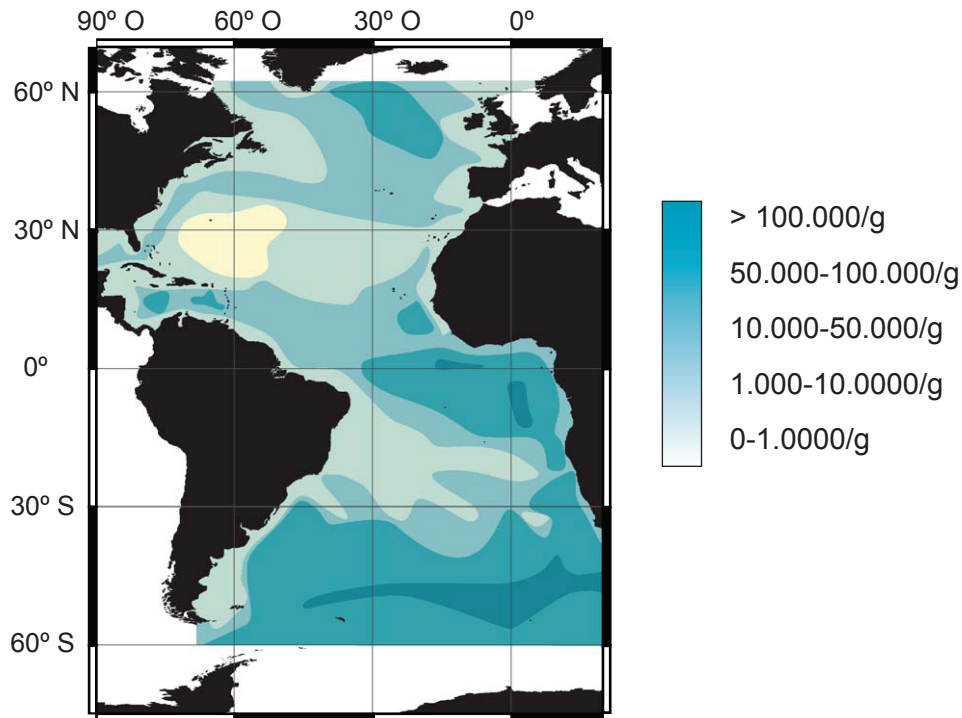 90º O 60º O 30º O 0º
60º N
30º N
0º
30º S
60º S
> 100.000/g
50.000-100.000/g
10.000-50.000/g
1.000-10.0000/g
0-1.0000/g